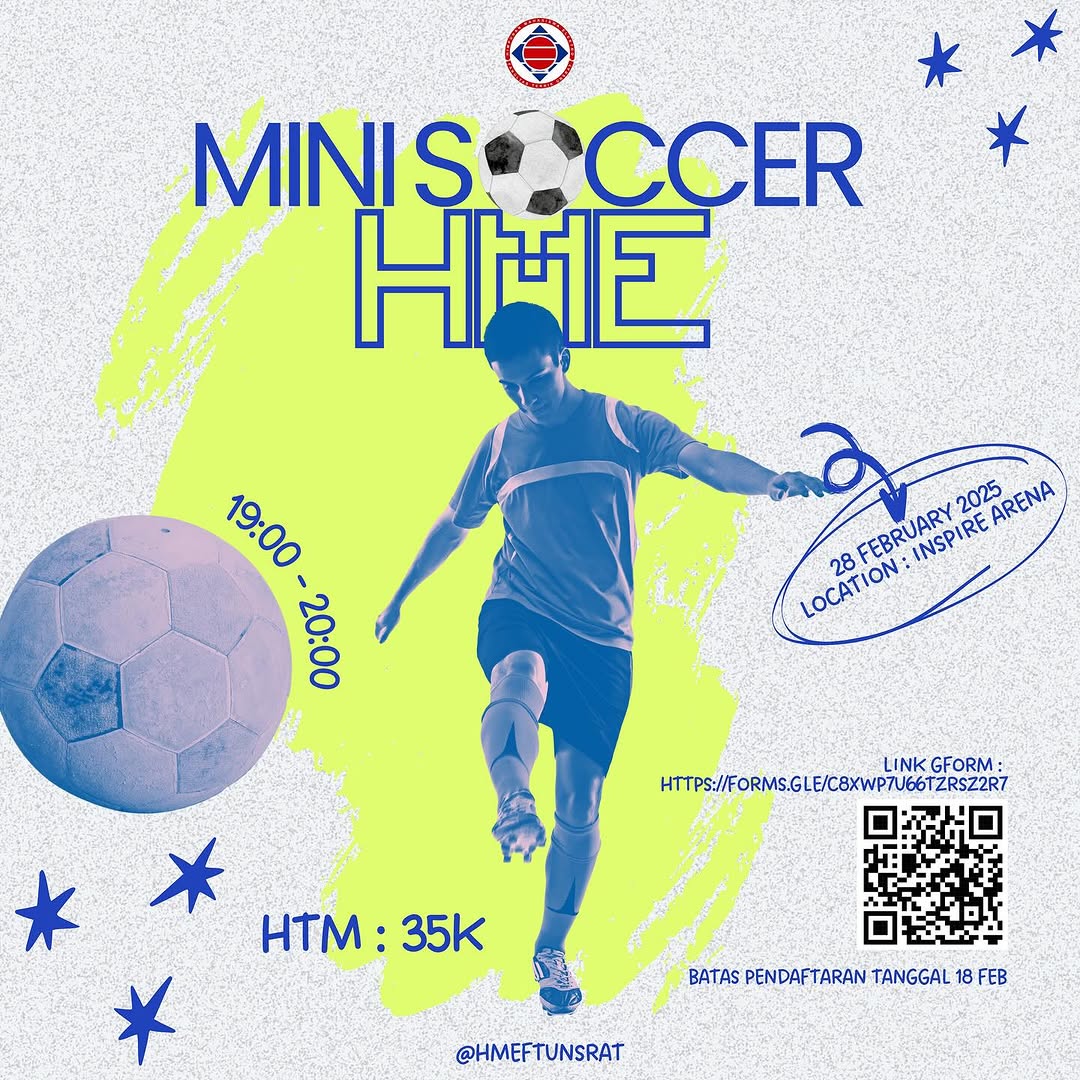 MINI SOCCER
HME
19:00 - 20:00
28 FEBRUARY 2025
LOCATION : INSPIRE ARENA
LINK GFORM :
HTTPS://FORMS.GLE/C8XWP7U66TZRSZ2R7
HTM : 35K
BATAS PENDAFTARAN TANGGAL 18 FEB
@HMEFTUNSRAT